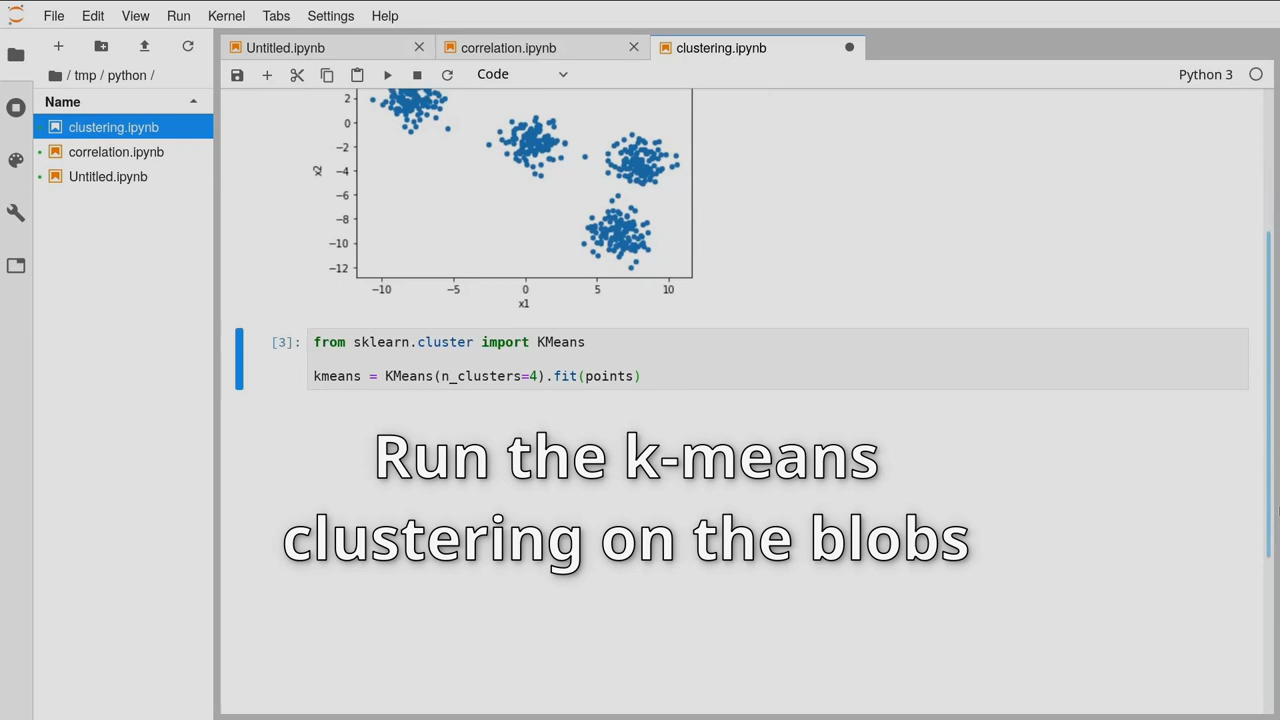 File Edit View Run Kernel Tabs Settings Help
Untitled.ipynb
correlation.ipynb
clustering.ipynb
/ tmp / python /
Code
Python 3
Name
clustering.ipynb
correlation.ipynb
Untitled.ipynb
2
0
−2
−4
−6
−8
−10
−12
x2
−10 −5 0 5 10
x1
[3]: from sklearn.cluster import KMeans
kmeans = KMeans(n_clusters=4).fit(points)
Run the k-means
clustering on the blobs